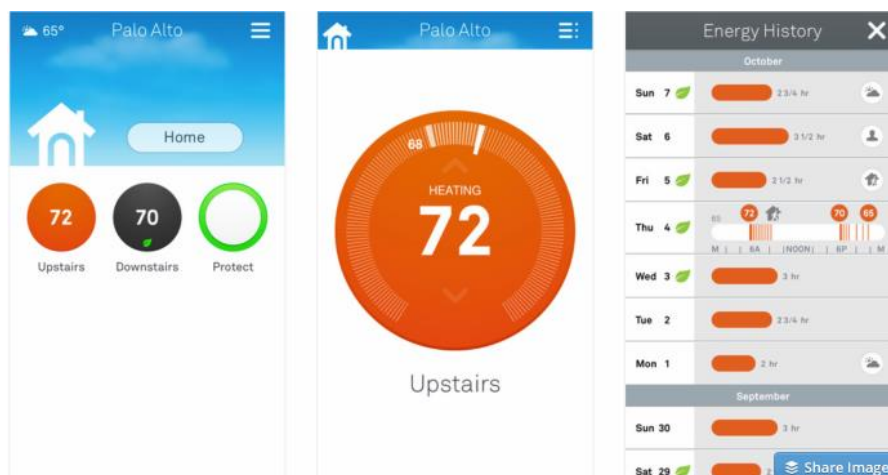 65°
Palo Alto
Home
72
70
Upstairs
Downstairs
Protect
Palo Alto
68
HEATING
72
Upstairs
Energy History
October
Sun 7 2 3/4 hr
Sat 6 3 1/2 hr
Fri 5 2 1/2 hr
Thu 4
65 72 70 65
M 6A NOON 6P M
Wed 3 3 hr
Tue 2 2 3/4 hr
Mon 1 2 hr
September
Sun 30 3 hr
Sat 29 2
Share Image